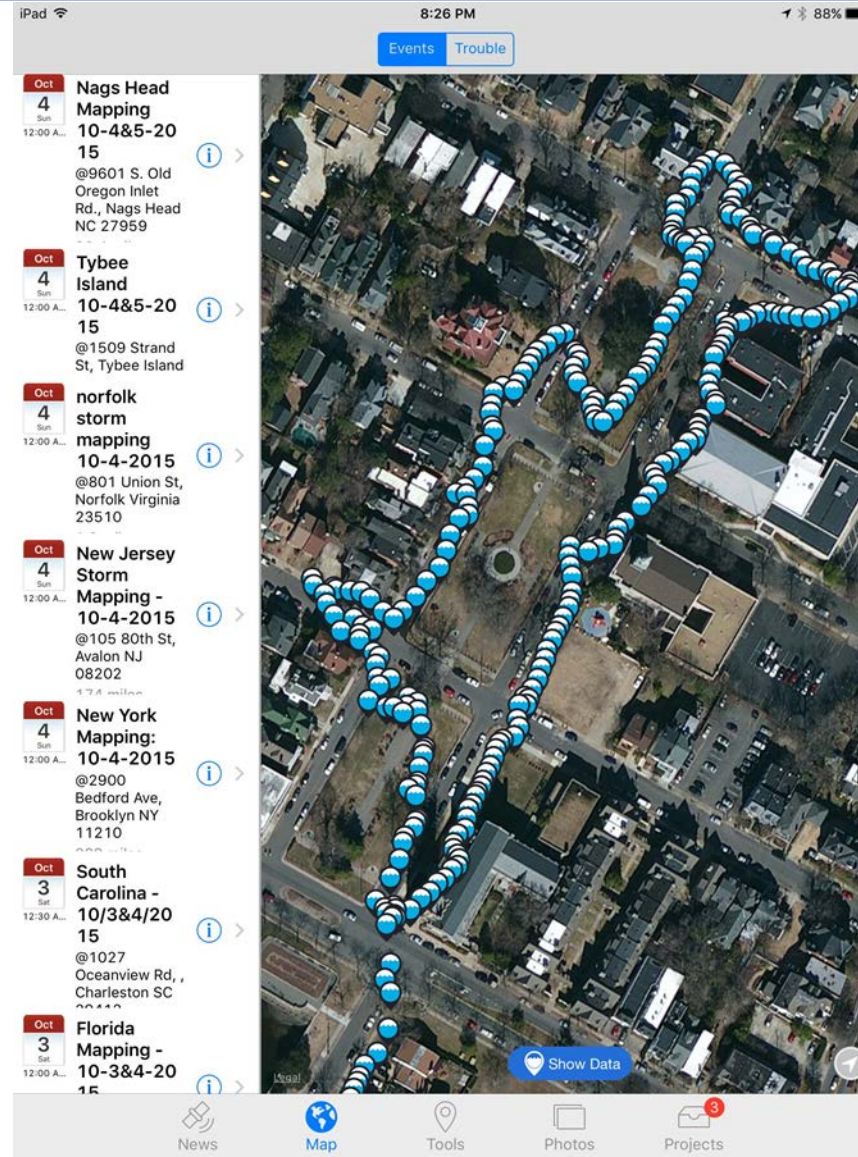 iPad 8:26 PM 88%
Events Trouble
Oct
4
Sun
12:00 A...
Nags Head
Mapping
10-4&5-20
15
@9601 S. Old
Oregon Inlet
Rd., Nags Head
NC 27959
Oct
4
Sun
12:00 A...
Tybee
Island
10-4&5-20
15
@1509 Strand
St, Tybee Island
Oct
4
Sun
12:00 A...
norfolk
storm
mapping
10-4-2015
@801 Union St,
Norfolk Virginia
23510
Oct
4
Sun
12:00 A...
New Jersey
Storm
Mapping -
10-4-2015
@105 80th St,
Avalon NJ
08202
174 miles
Oct
4
Sun
12:00 A...
New York
Mapping:
10-4-2015
@2900
Bedford Ave,
Brooklyn NY
11210
Oct
3
Sat
12:30 A...
South
Carolina -
10/3&4/20
15
@1027
Oceanview Rd, ,
Charleston SC
Oct
3
Sat
12:00 A...
Florida
Mapping -
10-3&4-20
15
Legal
Show Data
3
News Map Tools Photos Projects